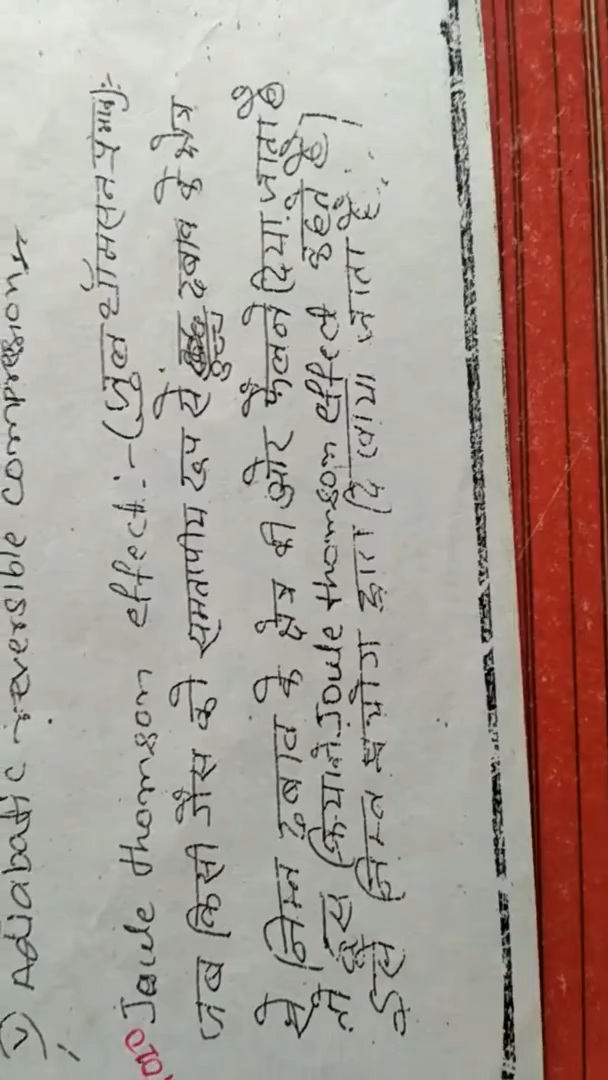 v) Adiabatic reversible compression→
Joule thomson effect:- (जूल थॉमसन प्रभाव):-
जब किसी गैस को समतापीय रूप से उच्च दबाव के क्षेत्र
से निम्न दबाव के क्षेत्र की ओर फैलने दिया जाता है
तो इस क्रिया को Joule thomson effect कहते है।
इसे निम्न प्रयोग द्वारा दिखाया जाता है...